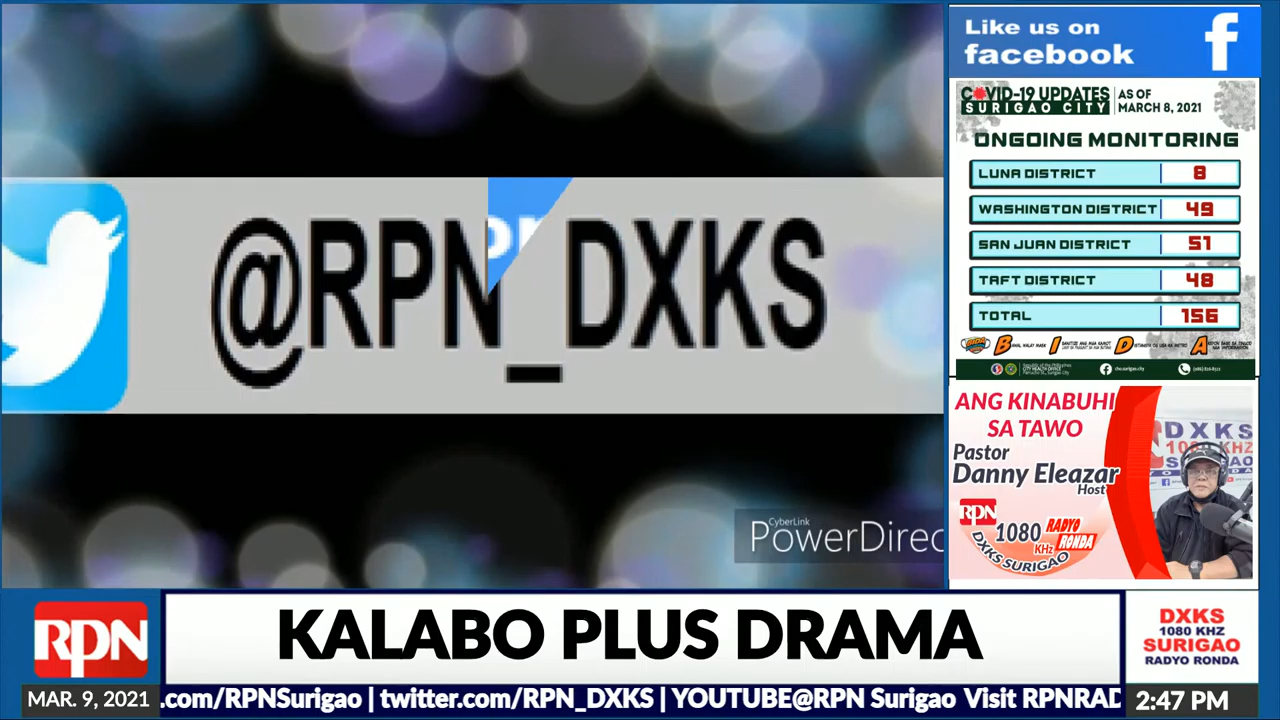 Like us on
facebook
f
COVID-19 UPDATES
SURIGAO CITY
AS OF
MARCH 8, 2021
ONGOING MONITORING
LUNA DISTRICT 8
WASHINGTON DISTRICT 49
SAN JUAN DISTRICT 51
TAFT DISTRICT 48
TOTAL 156
B I D A
CITY HEALTH OFFICE
@RPN_DXKS
CyberLink
PowerDirec
ANG KINABUHI
SA TAWO
Pastor
Danny Eleazar
Host
RPN
1080
KHz
RADYO
RONDA
DXKS SURIGAO
DXKS
RPN
KALABO PLUS DRAMA
DXKS
1080 KHZ
SURIGAO
RADYO RONDA
MAR. 9, 2021
.com/RPNSurigao | twitter.com/RPN_DXKS | YOUTUBE@RPN Surigao Visit RPNRAD
2:47 PM